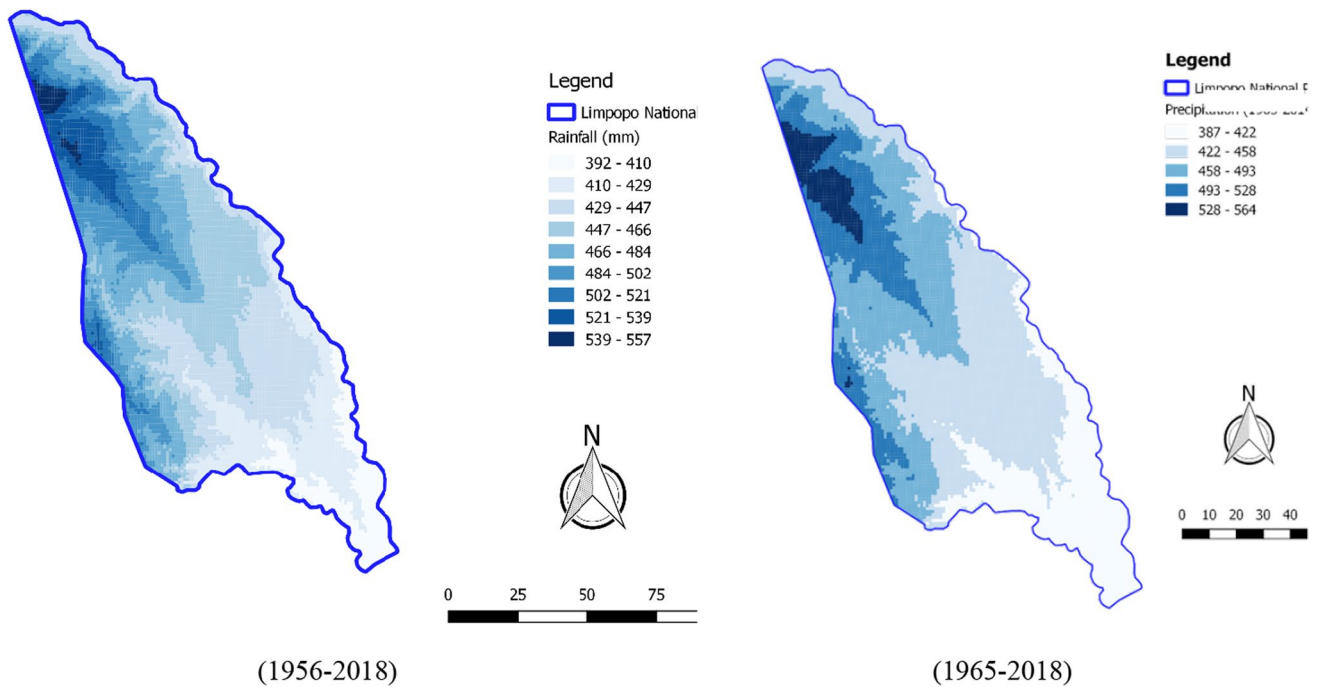 Legend
Limpopo National
Rainfall (mm)
392 - 410
410 - 429
429 - 447
447 - 466
466 - 484
484 - 502
502 - 521
521 - 539
539 - 557
N
0 25 50 75
(1956-2018)
Legend
Limpopo National
387 - 422
422 - 458
458 - 493
493 - 528
528 - 564
N
0 10 20 30 40
(1965-2018)